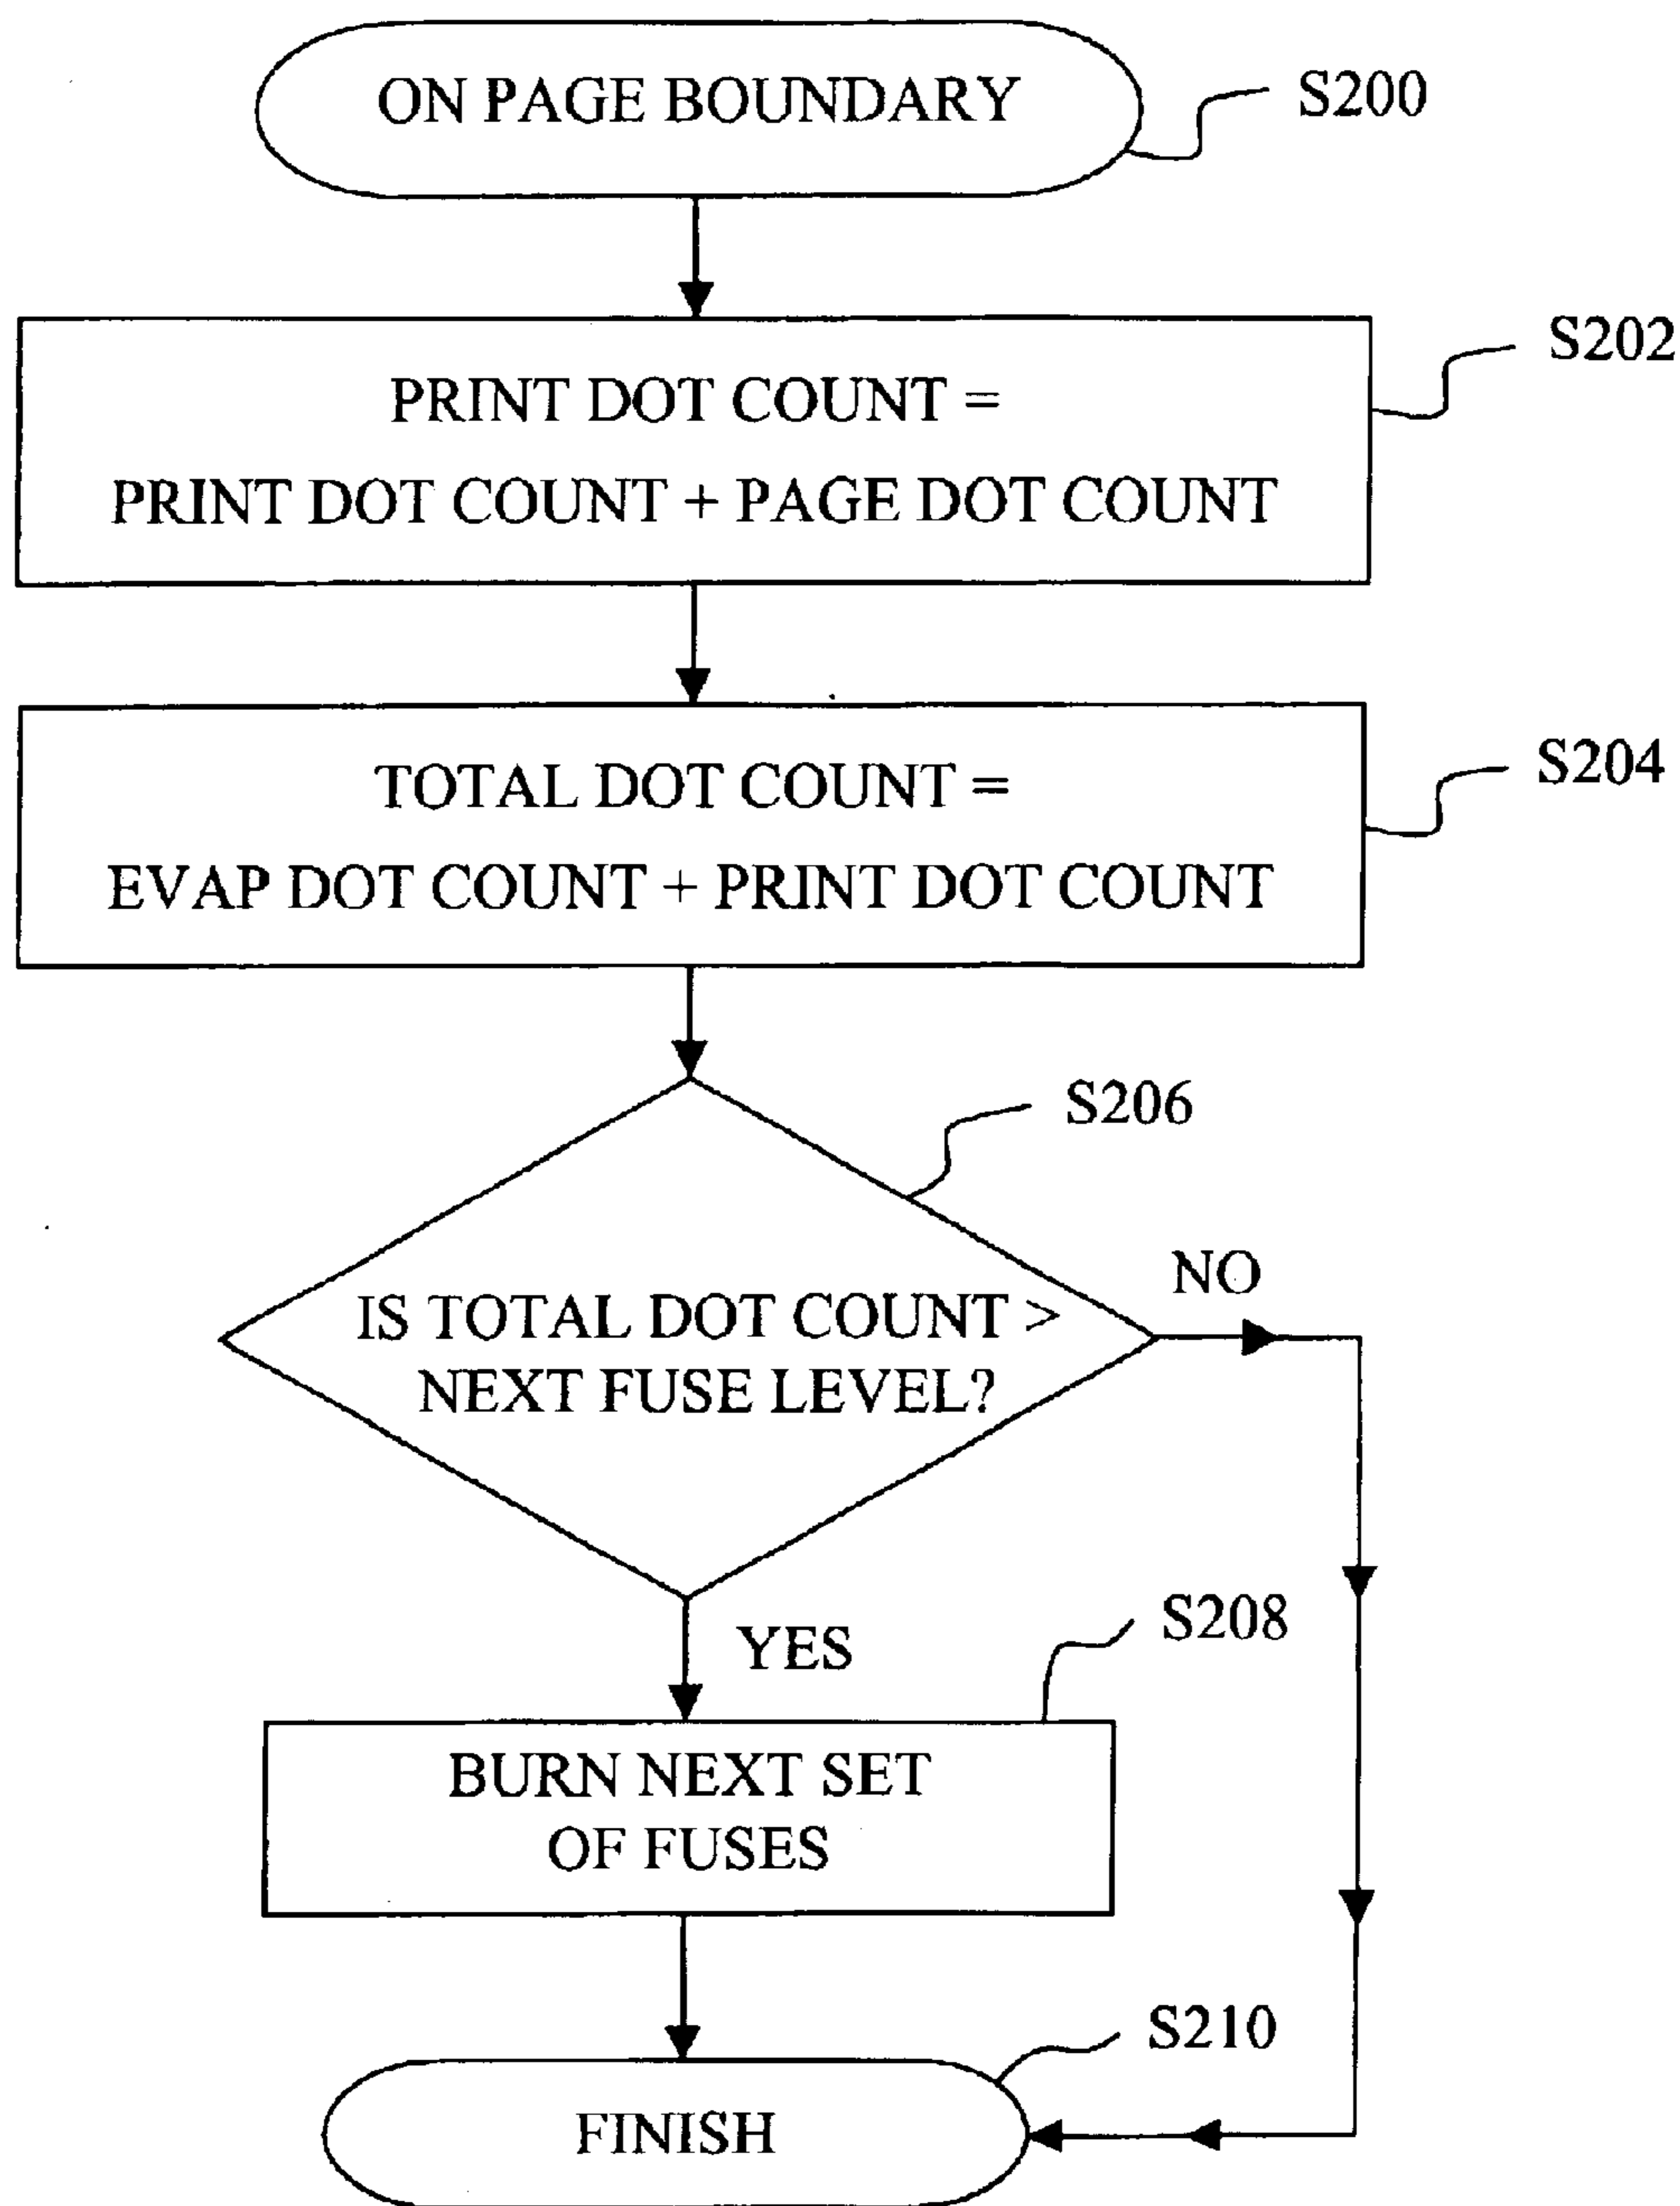 ON PAGE BOUNDARY
S200
PRINT DOT COUNT =
PRINT DOT COUNT + PAGE DOT COUNT
S202
TOTAL DOT COUNT =
EVAP DOT COUNT + PRINT DOT COUNT
S204
S206
IS TOTAL DOT COUNT >
NEXT FUSE LEVEL?
NO
YES
S208
BURN NEXT SET
OF FUSES
S210
FINISH